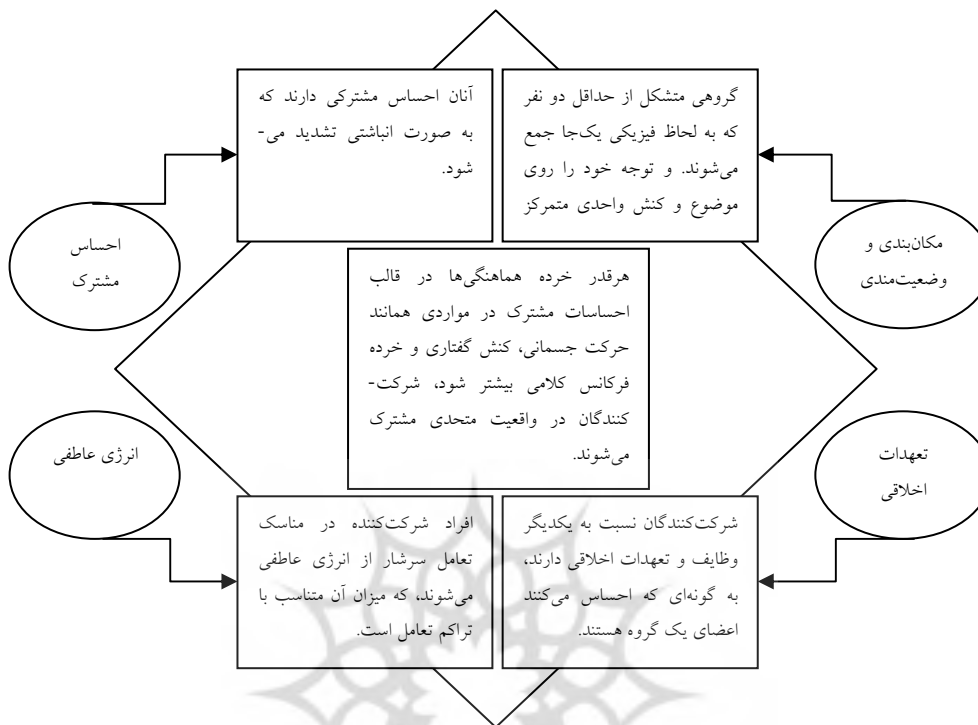 گروهی متشکل از حداقل دو نفر
که به لحاظ فیزیکی یک‌جا جمع
می‌شوند. و توجه خود را روی
موضوع و کنش واحدی متمرکز
آنان احساس مشترکی دارند که
به صورت انباشتی تشدید می-
شود.
مکان‌بندی و
وضعیت‌مندی
احساس
مشترک
هرقدر خرده هماهنگی‌ها در قالب
احساسات مشترک در مواردی همانند
حرکت جسمانی، کنش گفتاری و خرده
فرکانس کلامی بیشتر شود، شرکت-
کنندگان در واقعیت متحدی مشترک
می‌شوند.
تعهدات
اخلاقی
انرژی عاطفی
شرکت‌کنندگان نسبت به یکدیگر
وظایف و تعهدات اخلاقی دارند،
به گونه‌ای که احساس می‌کنند
اعضای یک گروه هستند.
افراد شرکت‌کننده در مناسک
تعامل سرشار از انرژی عاطفی
می‌شوند، که میزان آن متناسب با
تراکم تعامل است.